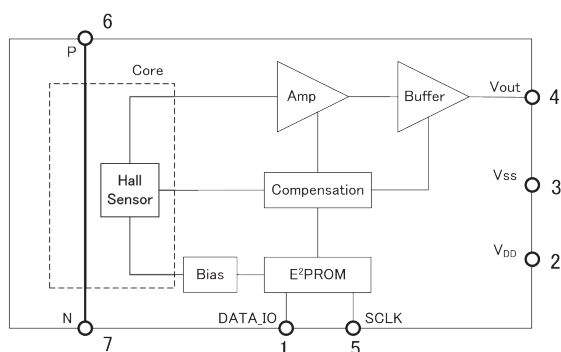 6
P
Core
Amp
Buffer
Vout
4
Hall
Sensor
Compensation
Vss
3
VDD
2
Bias
E²PROM
N
DATA_IO
SCLK
7
1
5